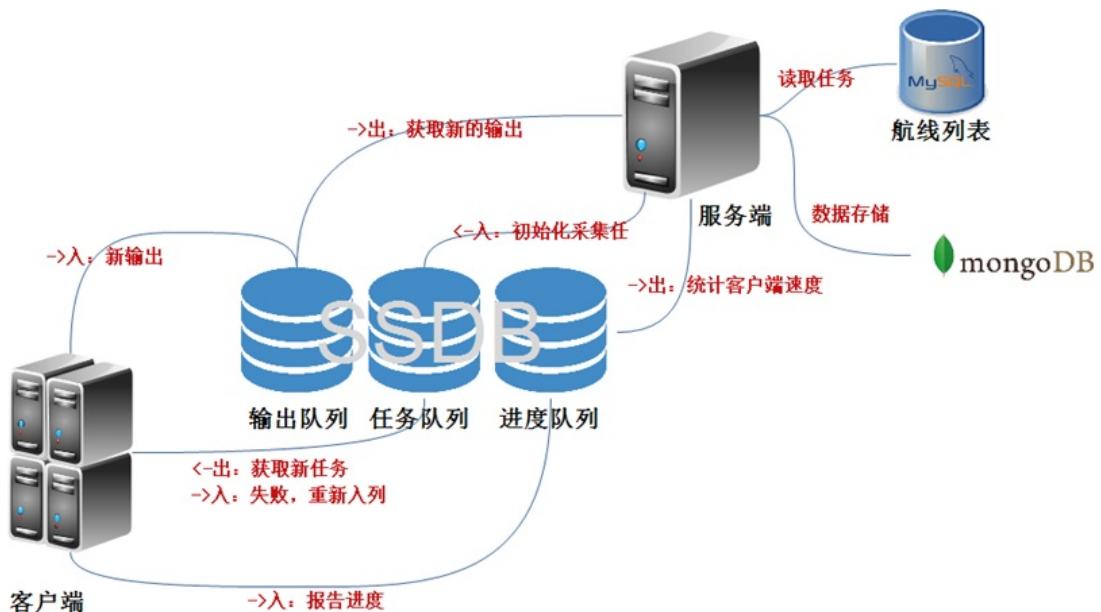 MySQL
读取任务
航线列表
->出：获取新的输出
服务端
数据存储
<-入：初始化采集任
->入：新输出
mongoDB
->出：统计客户端速度
SSDB
输出队列
任务队列
进度队列
<-出：获取新任务
->入：失败，重新入列
客户端
->入：报告进度